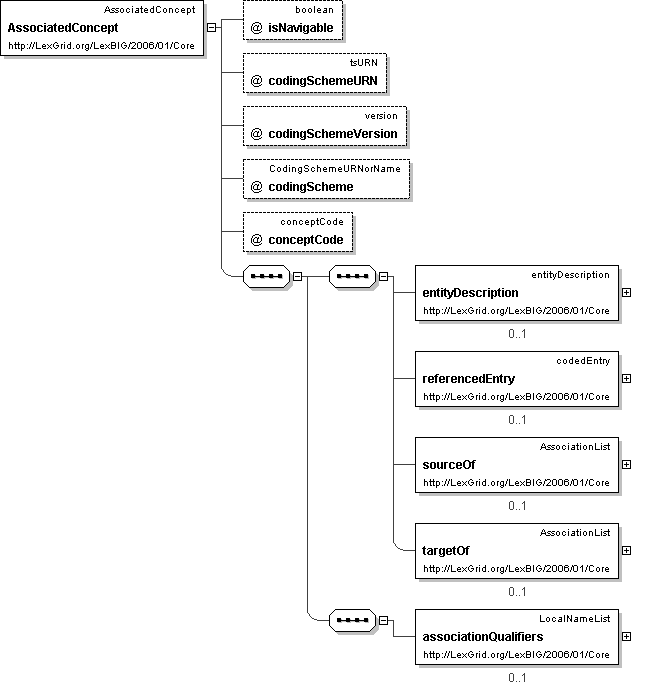 AssociatedConcept
AssociatedConcept
http://LexGrid.org/LexBIG/2006/01/Core
boolean
@ isNavigable
tsURN
@ codingSchemeURN
version
@ codingSchemeVersion
CodingSchemeURNorName
@ codingScheme
conceptCode
@ conceptCode
entityDescription
entityDescription
http://LexGrid.org/LexBIG/2006/01/Core
0..1
codedEntry
referencedEntry
http://LexGrid.org/LexBIG/2006/01/Core
0..1
AssociationList
sourceOf
http://LexGrid.org/LexBIG/2006/01/Core
0..1
AssociationList
targetOf
http://LexGrid.org/LexBIG/2006/01/Core
0..1
LocalNameList
associationQualifiers
http://LexGrid.org/LexBIG/2006/01/Core
0..1